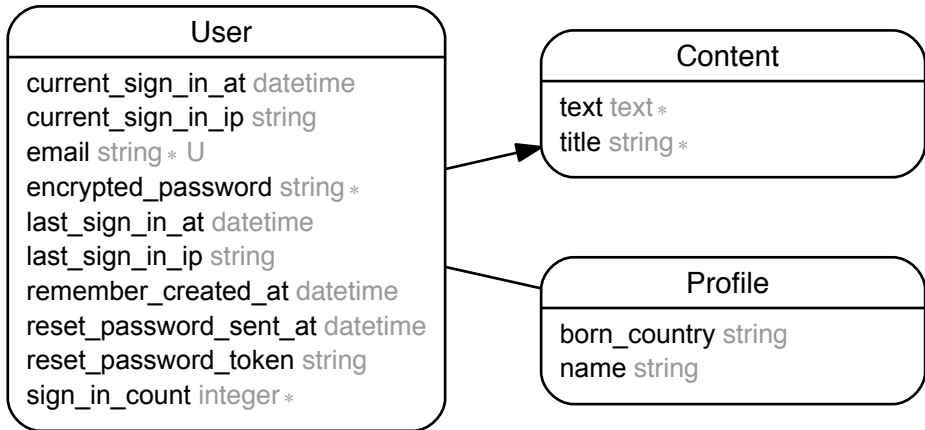 User
current_sign_in_at datetime
current_sign_in_ip string
email string * U
encrypted_password string *
last_sign_in_at datetime
last_sign_in_ip string
remember_created_at datetime
reset_password_sent_at datetime
reset_password_token string
sign_in_count integer *
Content
text text *
title string *
Profile
born_country string
name string